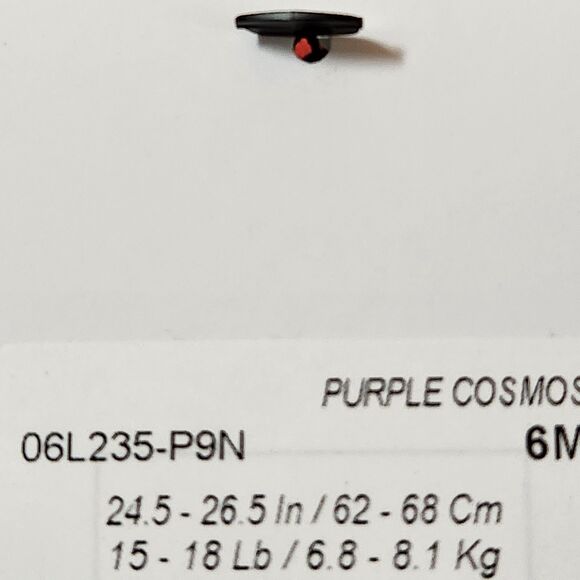 PURPLE COSMOS
06L235-P9N 6M
24.5 - 26.5 In / 62 - 68 Cm
15 - 18 Lb / 6.8 - 8.1 Kg